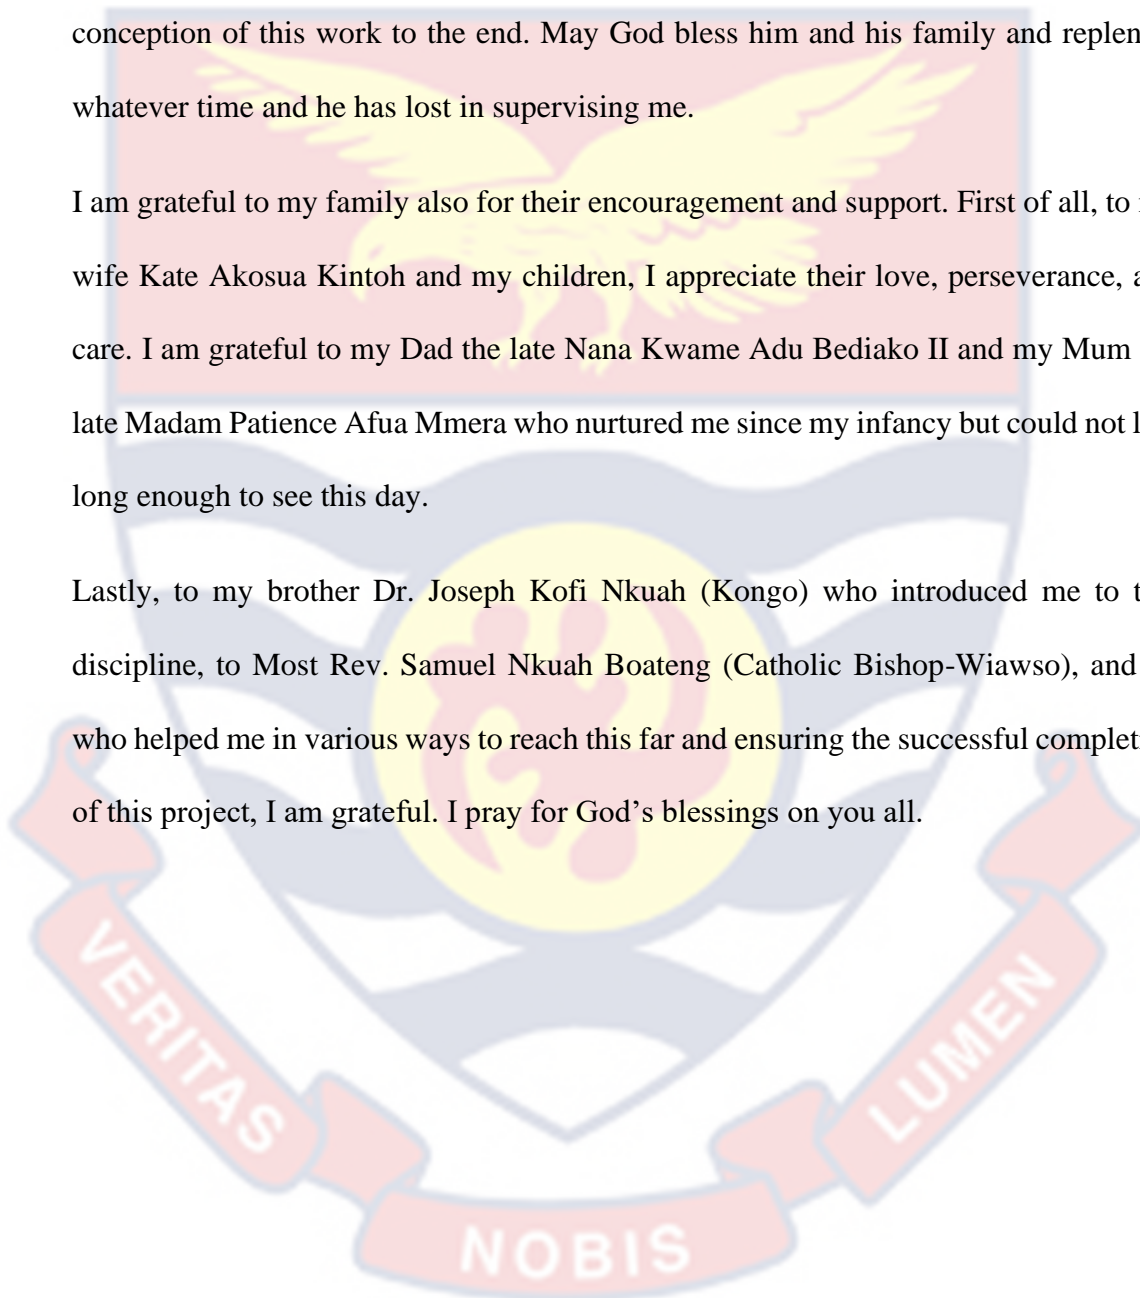 conception of this work to the end. May God bless him and his family and replen
whatever time and he has lost in supervising me.
I am grateful to my family also for their encouragement and support. First of all, to
wife Kate Akosua Kintoh and my children, I appreciate their love, perseverance, a
care. I am grateful to my Dad the late Nana Kwame Adu Bediako II and my Mum
late Madam Patience Afua Mmera who nurtured me since my infancy but could not l
long enough to see this day.
Lastly, to my brother Dr. Joseph Kofi Nkuah (Kongo) who introduced me to t
discipline, to Most Rev. Samuel Nkuah Boateng (Catholic Bishop-Wiawso), and
who helped me in various ways to reach this far and ensuring the successful complet
of this project, I am grateful. I pray for God’s blessings on you all.
VERITAS
NOBIS
LUMEN